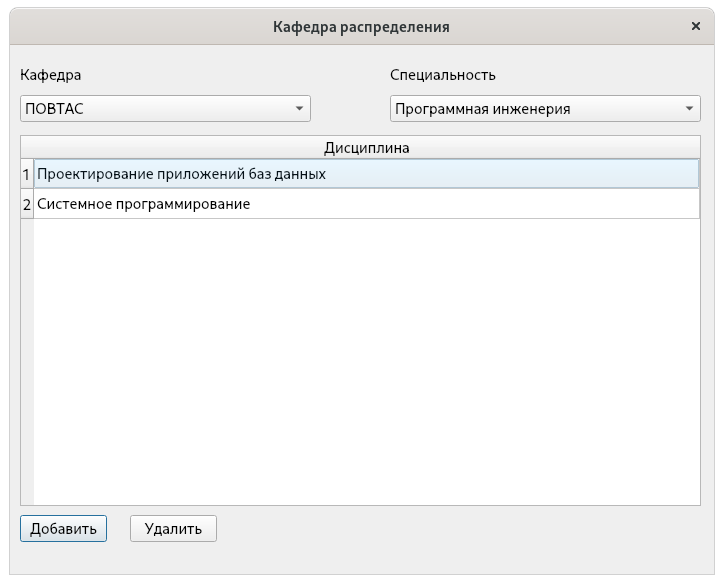 Кафедра распределения
Кафедра Специальность
ПОВТАС Программная инженерия
Дисциплина
1 Проектирование приложений баз данных
2 Системное программирование
Добавить Удалить